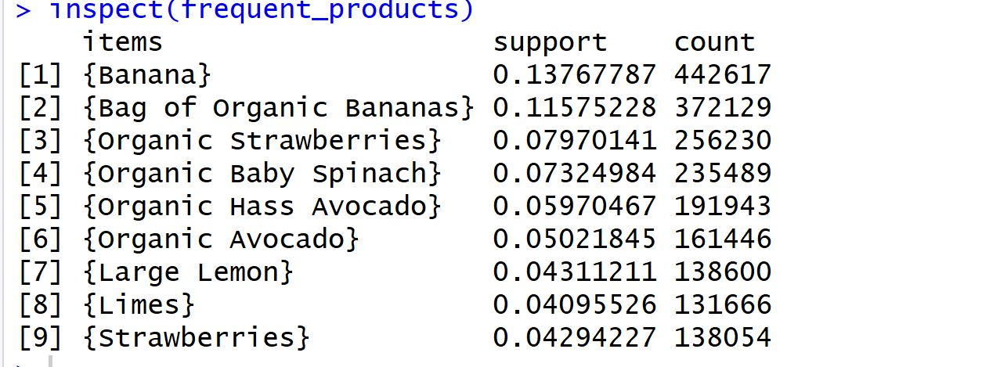 > inspect(frequent_products)
items support count
[1] {Banana} 0.13767787 442617
[2] {Bag of Organic Bananas} 0.11575228 372129
[3] {Organic Strawberries} 0.07970141 256230
[4] {Organic Baby Spinach} 0.07324984 235489
[5] {Organic Hass Avocado} 0.05970467 191943
[6] {Organic Avocado} 0.05021845 161446
[7] {Large Lemon} 0.04311211 138600
[8] {Limes} 0.04095526 131666
[9] {Strawberries} 0.04294227 138054
>